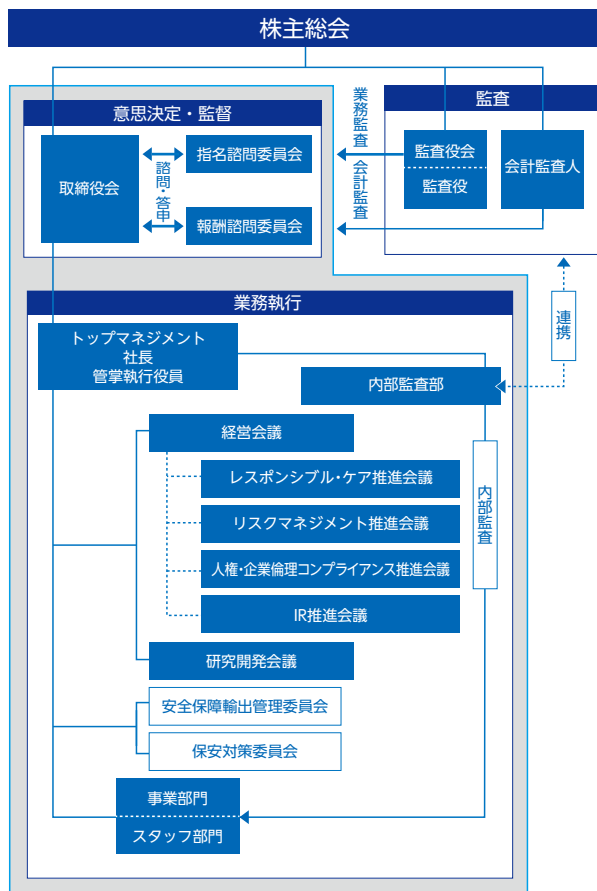 株主総会
意思決定・監督
取締役会
諮問・答申
指名諮問委員会
報酬諮問委員会
業務監査
会計監査
監査
監査役会
監査役
会計監査人
連携
業務執行
トップマネジメント
社長
管掌執行役員
内部監査部
経営会議
レスポンシブル・ケア推進会議
リスクマネジメント推進会議
人権・企業倫理コンプライアンス推進会議
IR推進会議
内部監査
研究開発会議
安全保障輸出管理委員会
保安対策委員会
事業部門
スタッフ部門